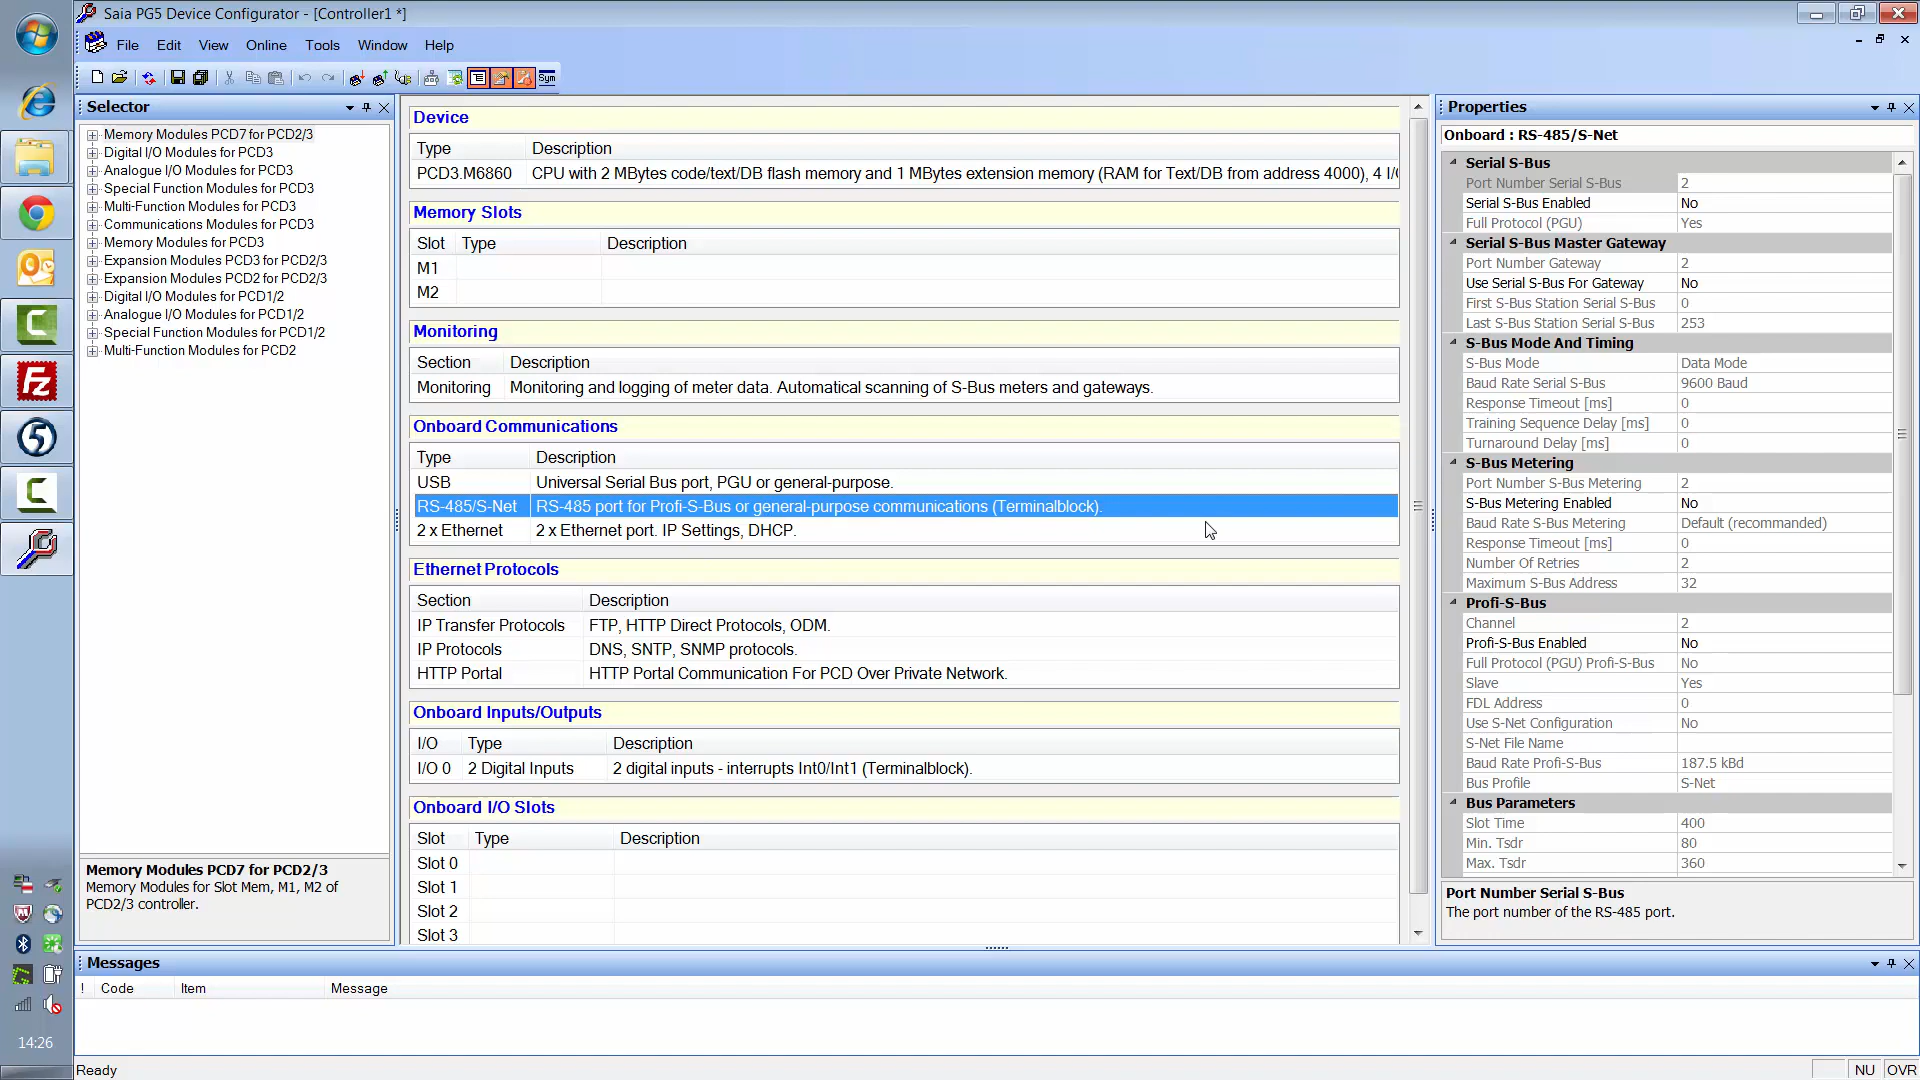 Saia PG5 Device Configurator - [Controller1 *]
File Edit View Online Tools Window Help
Sym
Selector
Memory Modules PCD7 for PCD2/3
Digital I/O Modules for PCD3
Analogue I/O Modules for PCD3
Special Function Modules for PCD3
Multi-Function Modules for PCD3
Communications Modules for PCD3
Memory Modules for PCD3
Expansion Modules PCD3 for PCD2/3
Expansion Modules PCD2 for PCD2/3
Digital I/O Modules for PCD1/2
Analogue I/O Modules for PCD1/2
Special Function Modules for PCD1/2
Multi-Function Modules for PCD2
Memory Modules PCD7 for PCD2/3
Memory Modules for Slot Mem, M1, M2 of
PCD2/3 controller.
Device
Type Description
PCD3.M6860 CPU with 2 MBytes code/text/DB flash memory and 1 MBytes extension memory (RAM for Text/DB from address 4000), 4 I/
Memory Slots
Slot Type Description
M1
M2
Monitoring
Section Description
Monitoring Monitoring and logging of meter data. Automatical scanning of S-Bus meters and gateways.
Onboard Communications
Type Description
USB Universal Serial Bus port, PGU or general-purpose.
RS-485/S-Net RS-485 port for Profi-S-Bus or general-purpose communications (Terminalblock).
2 x Ethernet 2 x Ethernet port. IP Settings, DHCP.
Ethernet Protocols
Section Description
IP Transfer Protocols FTP, HTTP Direct Protocols, ODM.
IP Protocols DNS, SNTP, SNMP protocols.
HTTP Portal HTTP Portal Communication For PCD Over Private Network.
Onboard Inputs/Outputs
I/O Type Description
I/O 0 2 Digital Inputs 2 digital inputs - interrupts Int0/Int1 (Terminalblock).
Onboard I/O Slots
Slot Type Description
Slot 0
Slot 1
Slot 2
Slot 3
Properties
Onboard : RS-485/S-Net
Serial S-Bus
Port Number Serial S-Bus 2
Serial S-Bus Enabled No
Full Protocol (PGU) Yes
Serial S-Bus Master Gateway
Port Number Gateway 2
Use Serial S-Bus For Gateway No
First S-Bus Station Serial S-Bus 0
Last S-Bus Station Serial S-Bus 253
S-Bus Mode And Timing
S-Bus Mode Data Mode
Baud Rate Serial S-Bus 9600 Baud
Response Timeout [ms] 0
Training Sequence Delay [ms] 0
Turnaround Delay [ms] 0
S-Bus Metering
Port Number S-Bus Metering 2
S-Bus Metering Enabled No
Baud Rate S-Bus Metering Default (recommanded)
Response Timeout [ms] 0
Number Of Retries 2
Maximum S-Bus Address 32
Profi-S-Bus
Channel 2
Profi-S-Bus Enabled No
Full Protocol (PGU) Profi-S-Bus No
Slave Yes
FDL Address 0
Use S-Net Configuration No
S-Net File Name
Baud Rate Profi-S-Bus 187.5 kBd
Bus Profile S-Net
Bus Parameters
Slot Time 400
Min. Tsdr 80
Max. Tsdr 360
Port Number Serial S-Bus
The port number of the RS-485 port.
Messages
! Code Item Message
14:26
Ready
NU OVR